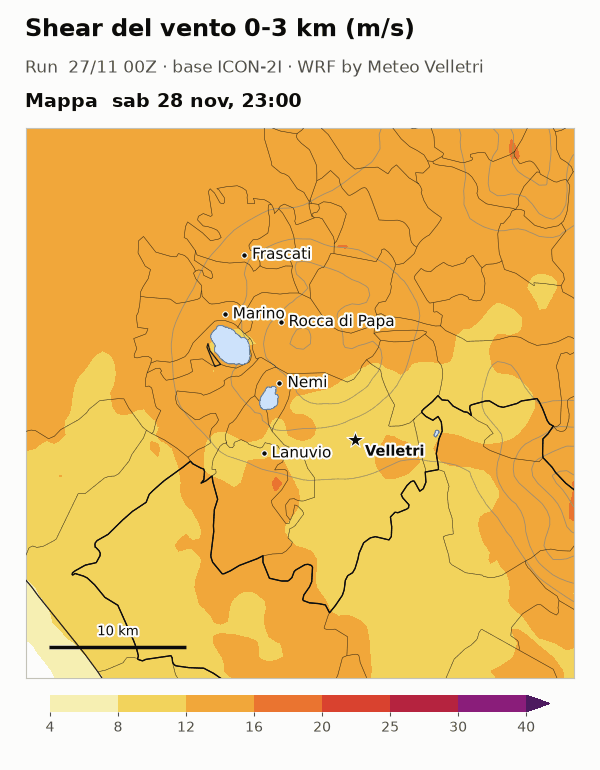 Shear del vento 0-3 km (m/s)
Run  27/11 00Z · base ICON-2I · WRF by Meteo Velletri
Mappa  sab 28 nov, 23:00
Frascati
Marino
Rocca di Papa
Nemi
Velletri
Lanuvio
10 km
4 8 12 16 20 25 30 40